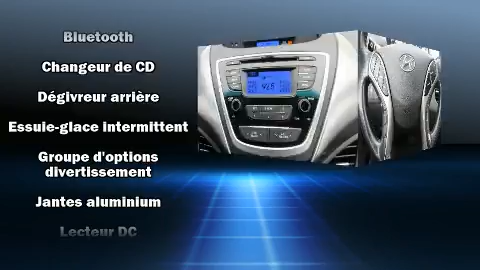 Bluetooth
Changeur de CD
Dégivreur arrière
Essuie-glace intermittent
Groupe d'options
divertissement
Jantes aluminium
Lecteur DC